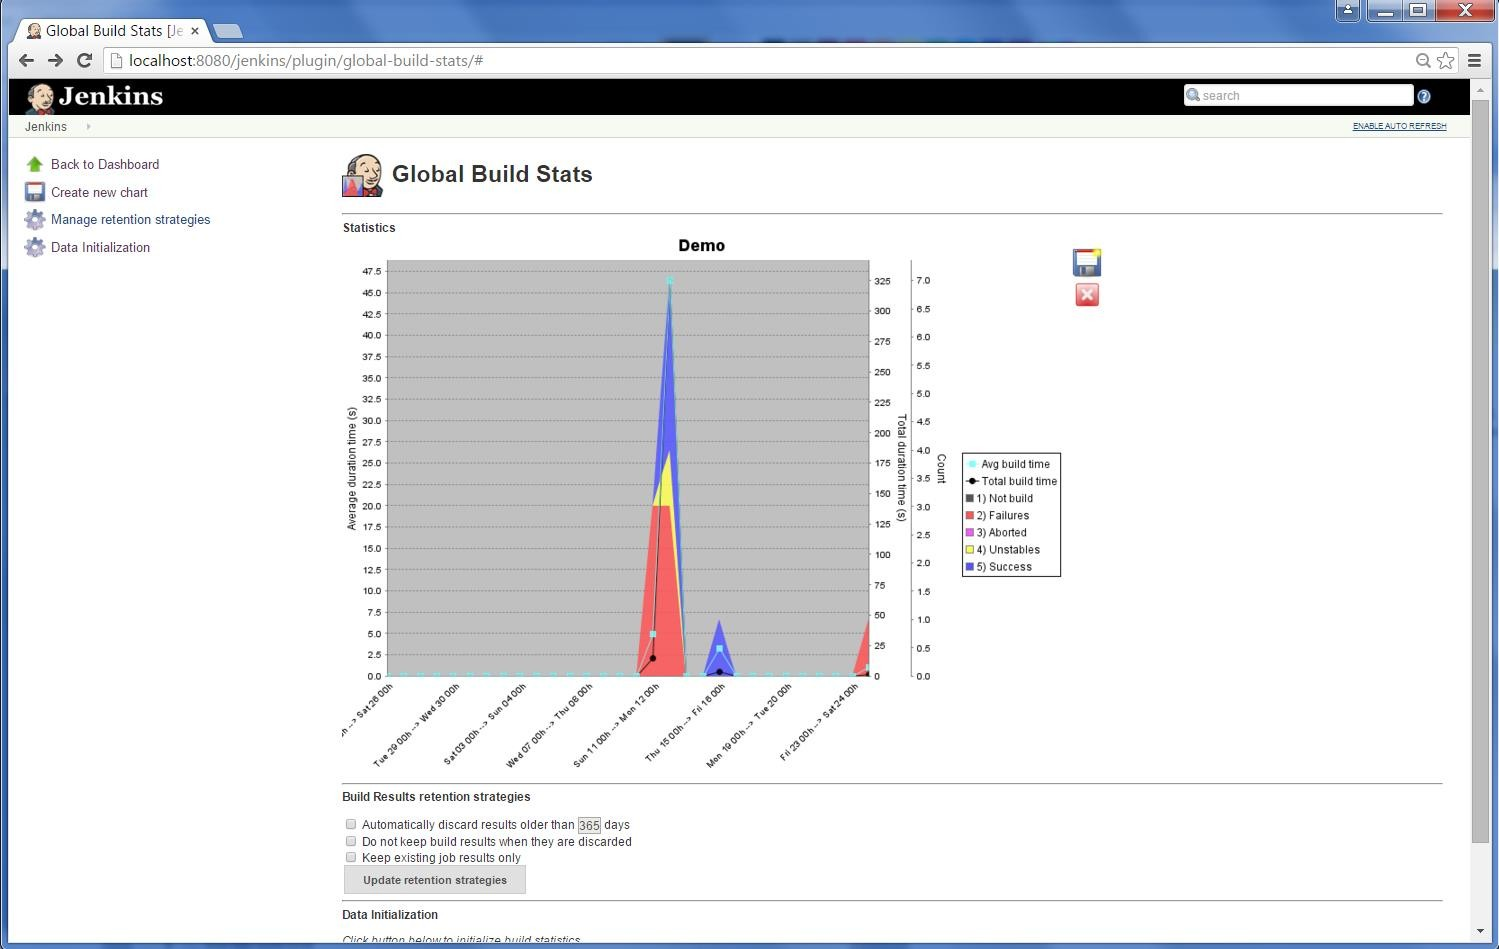 Global Build Stats [Je
localhost:8080/jenkins/plugin/global-build-stats/#
Jenkins
search
Jenkins
ENABLE AUTO REFRESH
Back to Dashboard
Create new chart
Manage retention strategies
Data Initialization
Global Build Stats
Statistics
Demo
47.5
45.0
42.5
40.0
37.5
35.0
32.5
30.0
27.5
25.0
22.5
20.0
17.5
15.0
12.5
10.0
7.5
5.0
2.5
0.0
Average duration time (s)
325
300
275
250
225
200
175
150
125
100
75
50
25
0
Total duration time (s)
7.0
6.5
6.0
5.5
5.0
4.5
4.0
3.5
3.0
2.5
2.0
1.5
1.0
0.5
0.0
Count
h --> Sat 26 00h
Tue 29 00h --> Wed 30 00h
Sat 03 00h --> Sun 04 00h
Wed 07 00h --> Thu 08 00h
Sun 11 00h --> Mon 12 00h
Thu 15 00h --> Fri 16 00h
Mon 19 00h --> Tue 20 00h
Fri 23 00h --> Sat 24 00h
Avg build time
Total build time
1) Not build
2) Failures
3) Aborted
4) Unstables
5) Success
Build Results retention strategies
Automatically discard results older than 365 days
Do not keep build results when they are discarded
Keep existing job results only
Update retention strategies
Data Initialization
Click button below to initialize build statistics